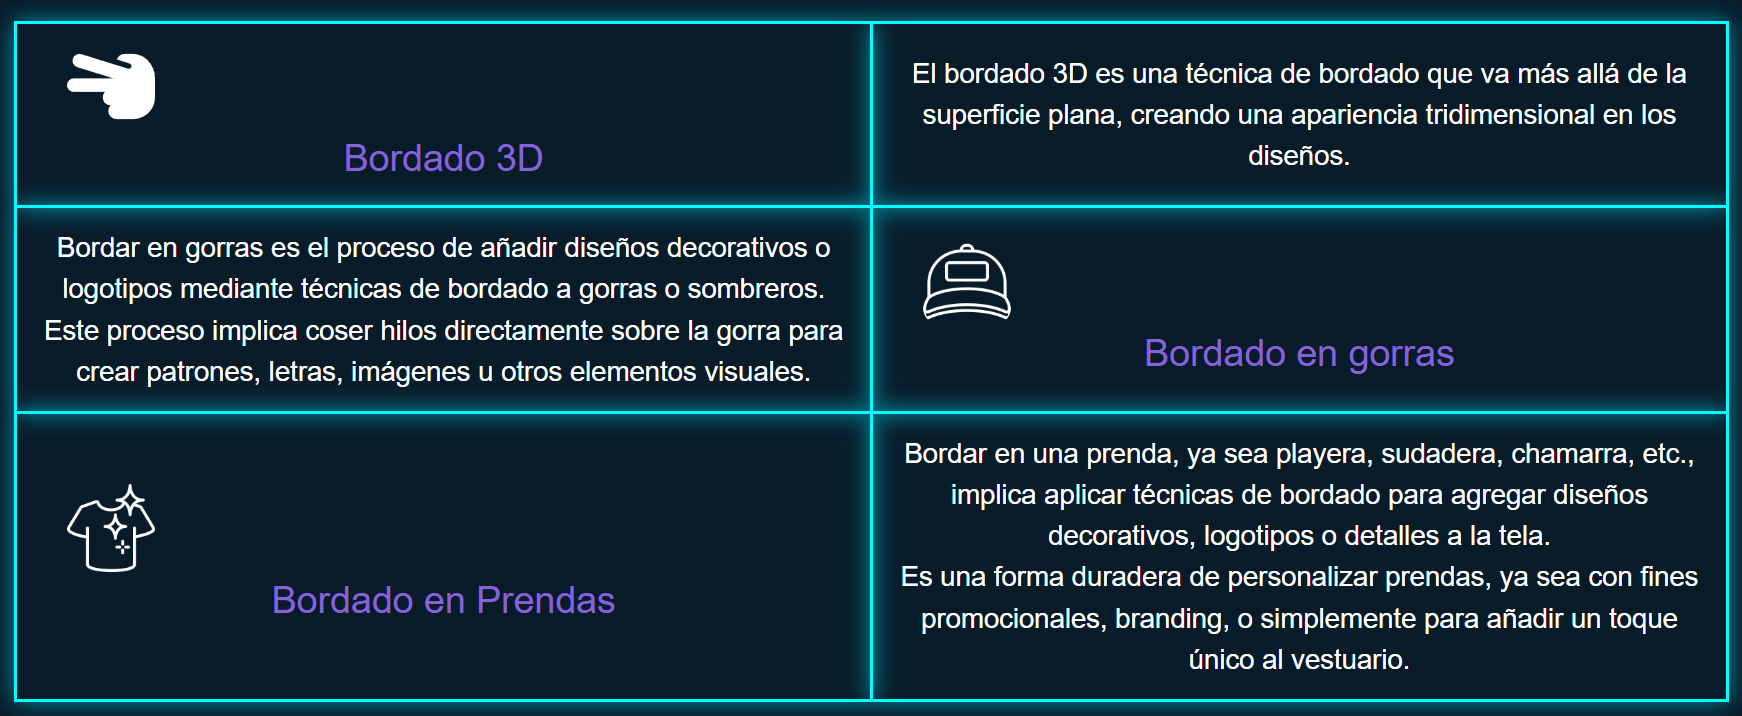 Bordado 3D
El bordado 3D es una técnica de bordado que va más allá de la
superficie plana, creando una apariencia tridimensional en los
diseños.
Bordar en gorras es el proceso de añadir diseños decorativos o
logotipos mediante técnicas de bordado a gorras o sombreros.
Este proceso implica coser hilos directamente sobre la gorra para
crear patrones, letras, imágenes u otros elementos visuales.
Bordado en gorras
Bordado en Prendas
Bordar en una prenda, ya sea playera, sudadera, chamarra, etc.,
implica aplicar técnicas de bordado para agregar diseños
decorativos, logotipos o detalles a la tela.
Es una forma duradera de personalizar prendas, ya sea con fines
promocionales, branding, o simplemente para añadir un toque
único al vestuario.